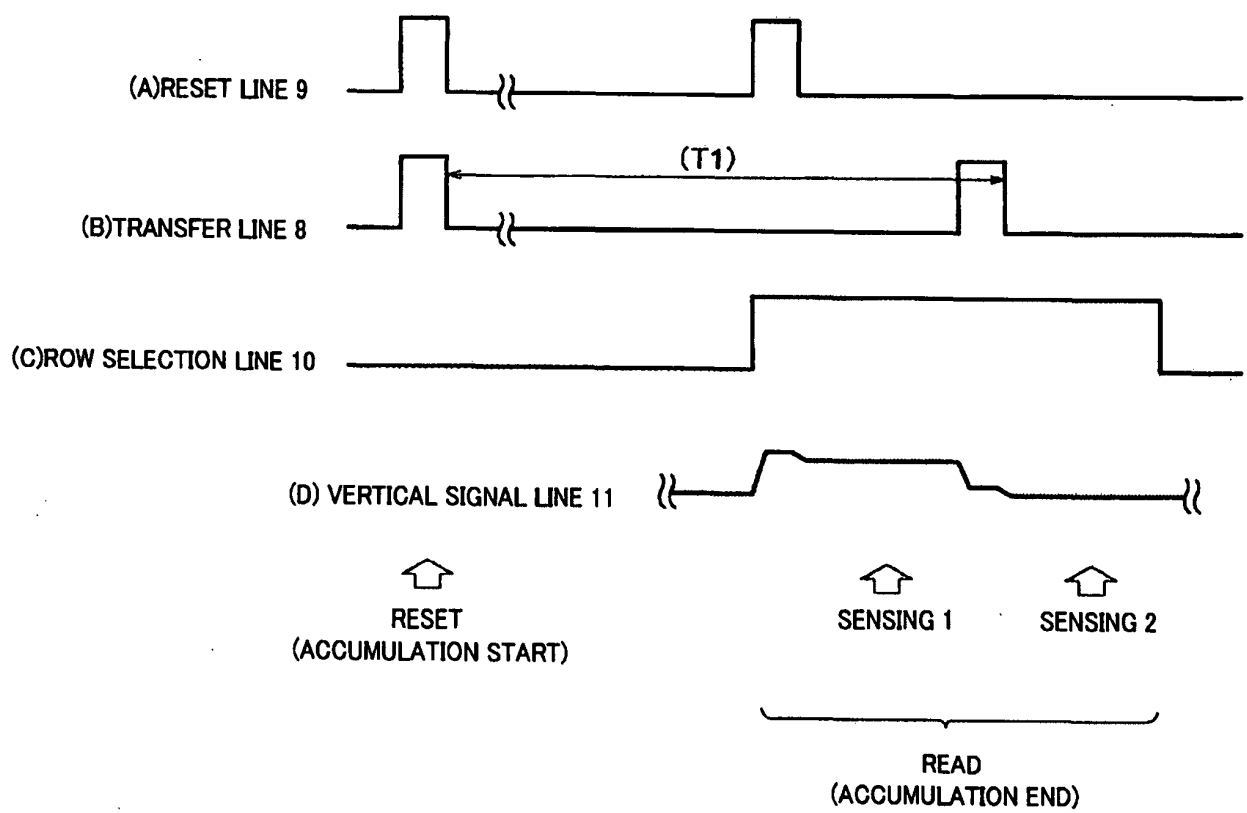 (A)RESET LINE 9
(T1)
(B)TRANSFER LINE 8
(C)ROW SELECTION LINE 10
(D) VERTICAL SIGNAL LINE 11
RESET
(ACCUMULATION START)
SENSING 1
SENSING 2
READ
(ACCUMULATION END)